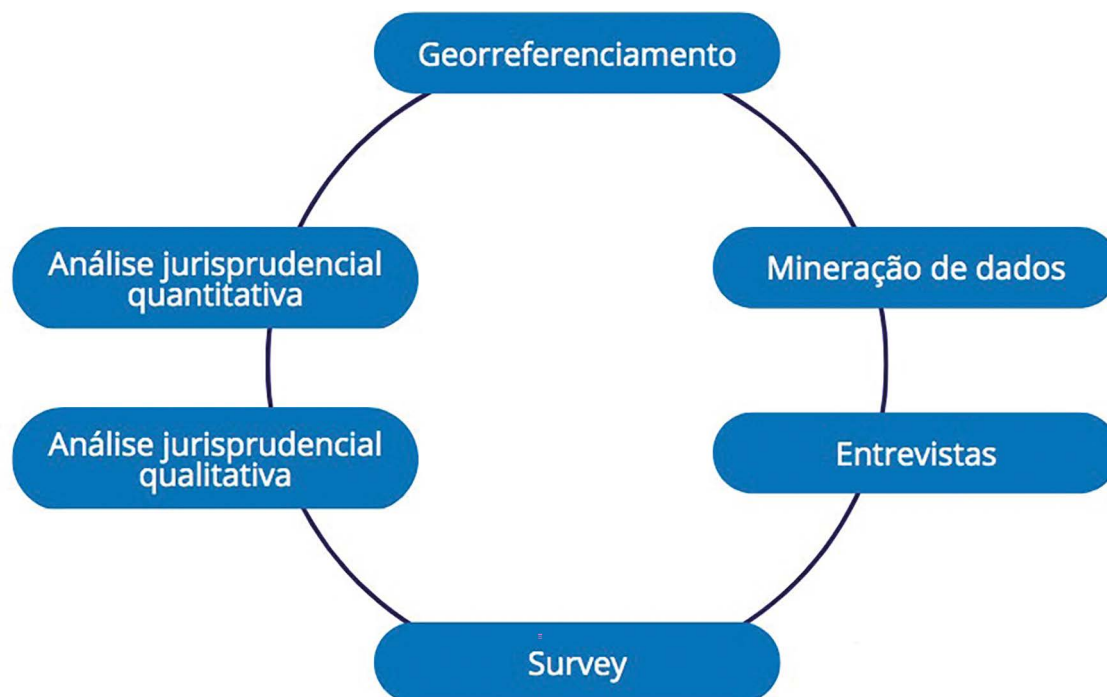 Georreferenciamento
Análise jurisprudencial
quantitativa
Mineração de dados
Análise jurisprudencial
qualitativa
Entrevistas
Survey